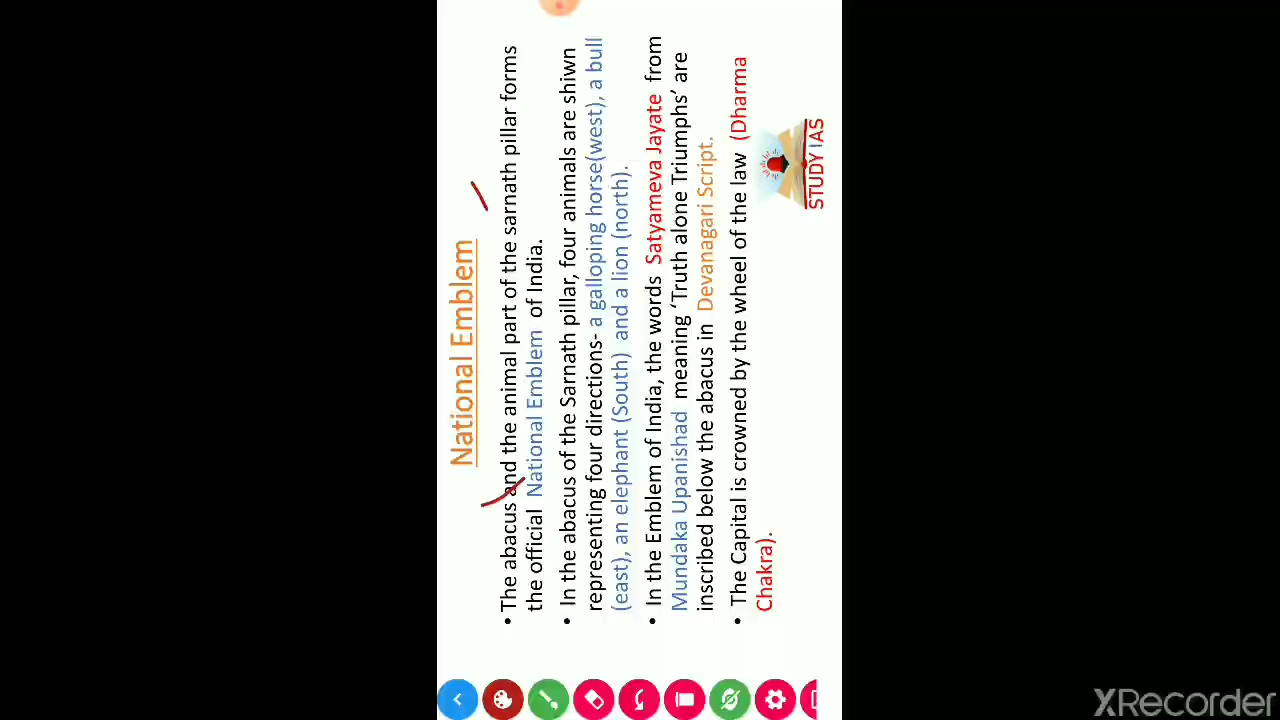 National Emblem
• The abacus and the animal part of the sarnath pillar forms
the official National Emblem of India.
• In the abacus of the Sarnath pillar, four animals are shiwn
representing four directions- a galloping horse(west), a bull
(east), an elephant (South) and a lion (north).
• In the Emblem of India, the words Satyameva Jayate from
Mundaka Upanishad meaning ‘Truth alone Triumphs’ are
inscribed below the abacus in Devanagari Script.
• The Capital is crowned by the wheel of the law (Dharma
Chakra).
STUDY IAS
XRecorder